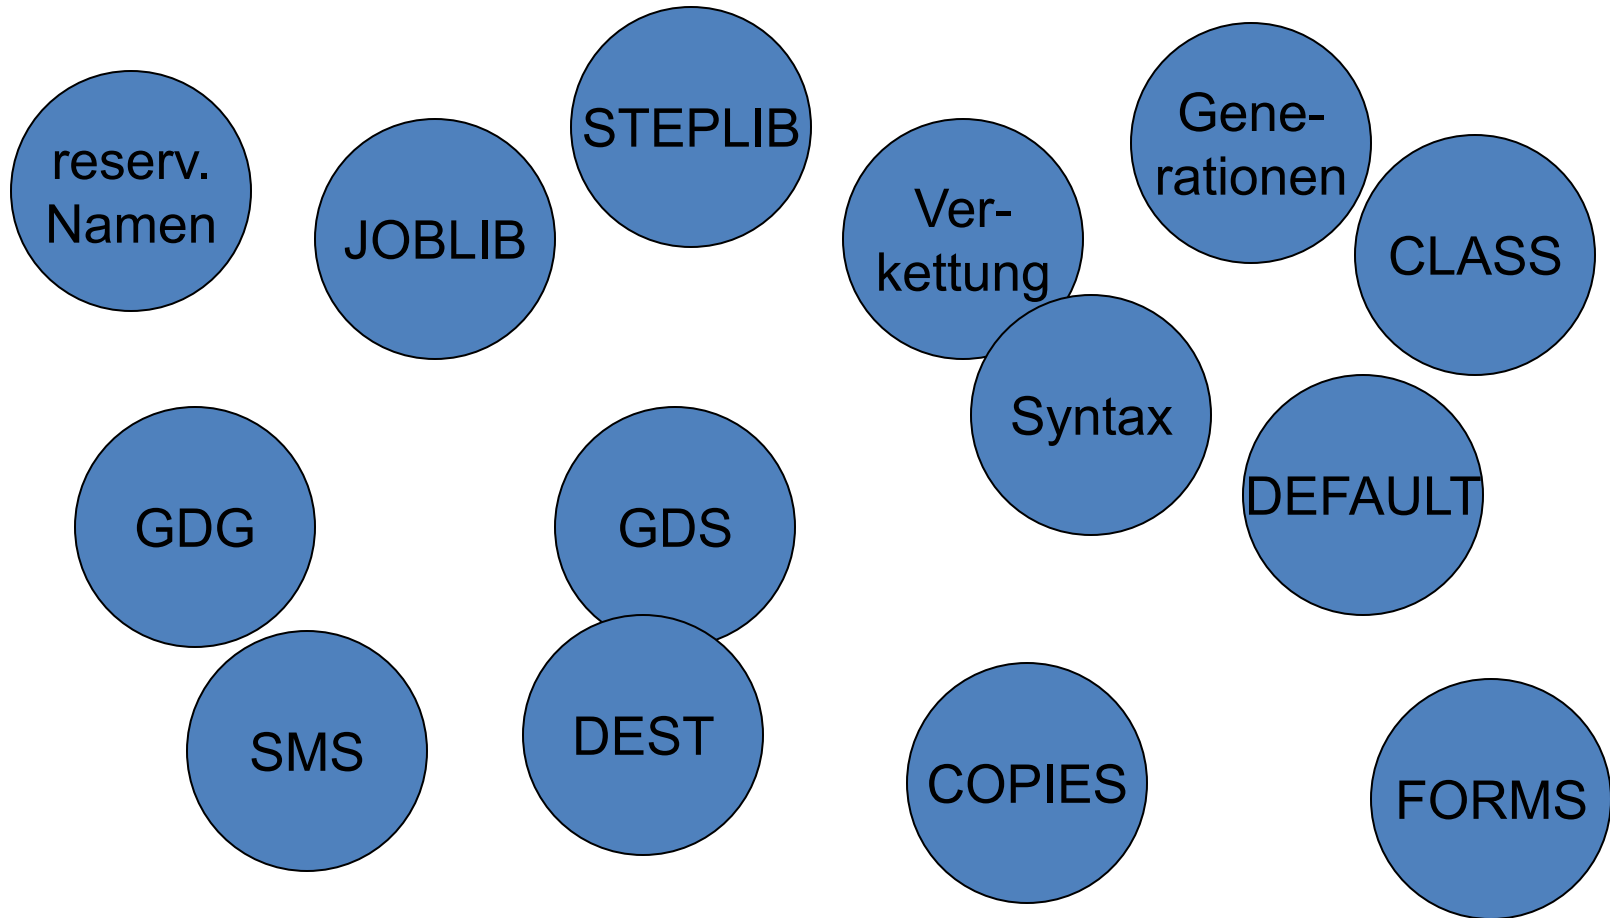 reserv.
Namen
JOBLIB
STEPLIB
Ver-
kettung
Gene-
rationen
CLASS
Syntax
DEFAULT
GDG
GDS
SMS
DEST
COPIES
FORMS